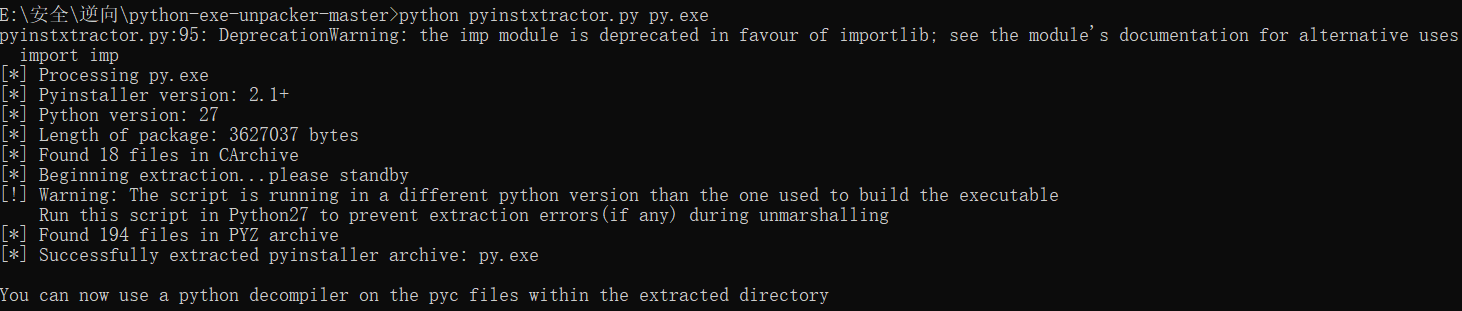 E:\安全\逆向\python-exe-unpacker-master>python pyinstxtractor.py py.exe
pyinstxtractor.py:95: DeprecationWarning: the imp module is deprecated in favour of importlib; see the module's documentation for alternative uses
  import imp
[*] Processing py.exe
[*] Pyinstaller version: 2.1+
[*] Python version: 27
[*] Length of package: 3627037 bytes
[*] Found 18 files in CArchive
[*] Beginning extraction...please standby
[!] Warning: The script is running in a different python version than the one used to build the executable
    Run this script in Python27 to prevent extraction errors(if any) during unmarshalling
[*] Found 194 files in PYZ archive
[*] Successfully extracted pyinstaller archive: py.exe
You can now use a python decompiler on the pyc files within the extracted directory